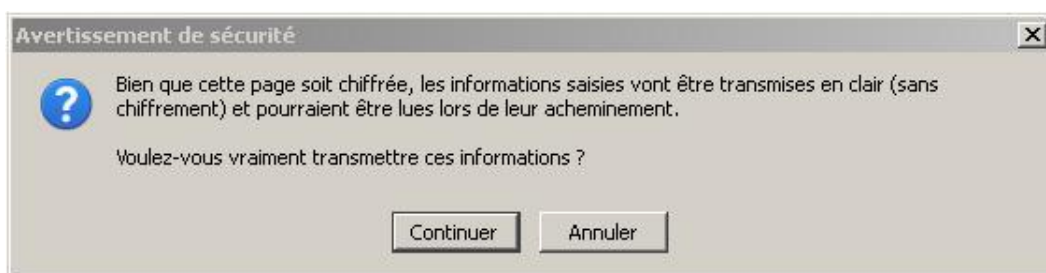 Avertissement de sécurité
Bien que cette page soit chiffrée, les informations saisies vont être transmises en clair (sans
chiffrement) et pourraient être lues lors de leur acheminement.
Voulez-vous vraiment transmettre ces informations ?
Continuer Annuler